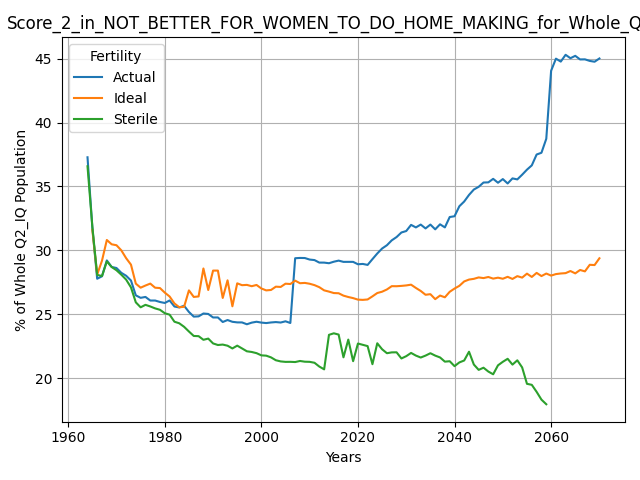 Score_2_in_NOT_BETTER_FOR_WOMEN_TO_DO_HOME_MAKING_for_Whole_Q
Fertility
Actual
Ideal
Sterile
% of Whole Q2_IQ Population
45
40
35
30
25
20
1960
1980
2000
2020
2040
2060
Years